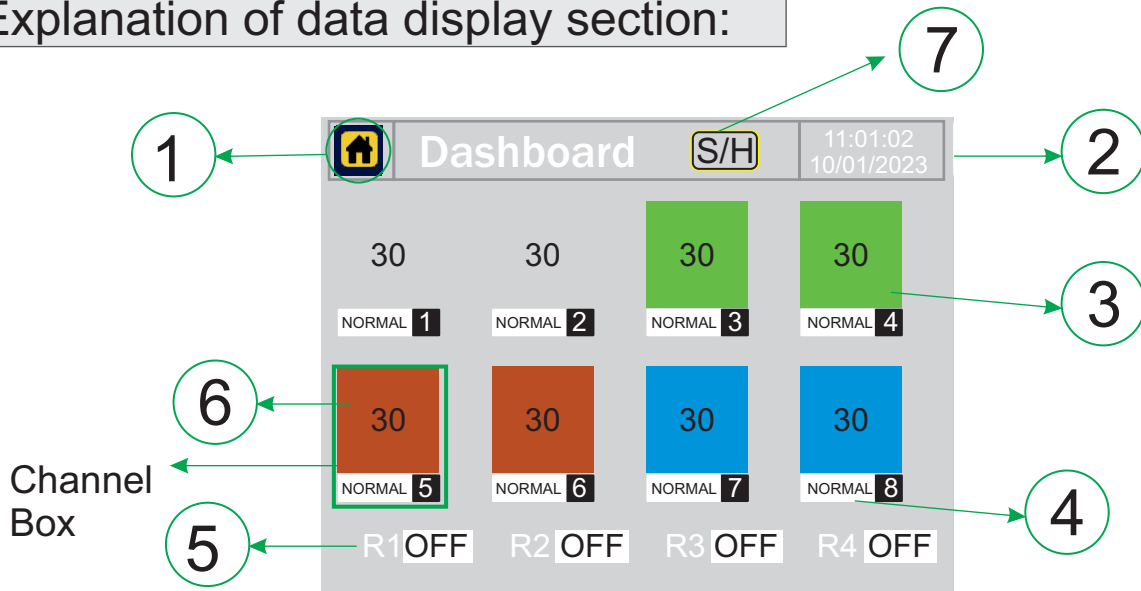 Explanation of data display section:
7
1
Dashboard S/H 11:01:02
10/01/2023
2
30 30 30 30
3
NORMAL 1 NORMAL 2 NORMAL 3 NORMAL 4
6
30 30 30 30
Channel
Box
NORMAL 5 NORMAL 6 NORMAL 7 NORMAL 8
4
5
R1 OFF R2 OFF R3 OFF R4 OFF